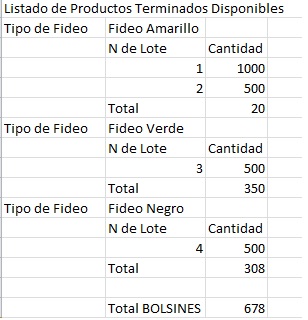 Listado de Productos Terminados Disponibles
Tipo de Fideo Fideo Amarillo
N de Lote Cantidad
1 1000
2 500
Total 20
Tipo de Fideo Fideo Verde
N de Lote Cantidad
3 500
Total 350
Tipo de Fideo Fideo Negro
N de Lote Cantidad
4 500
Total 308
Total BOLSINES 678